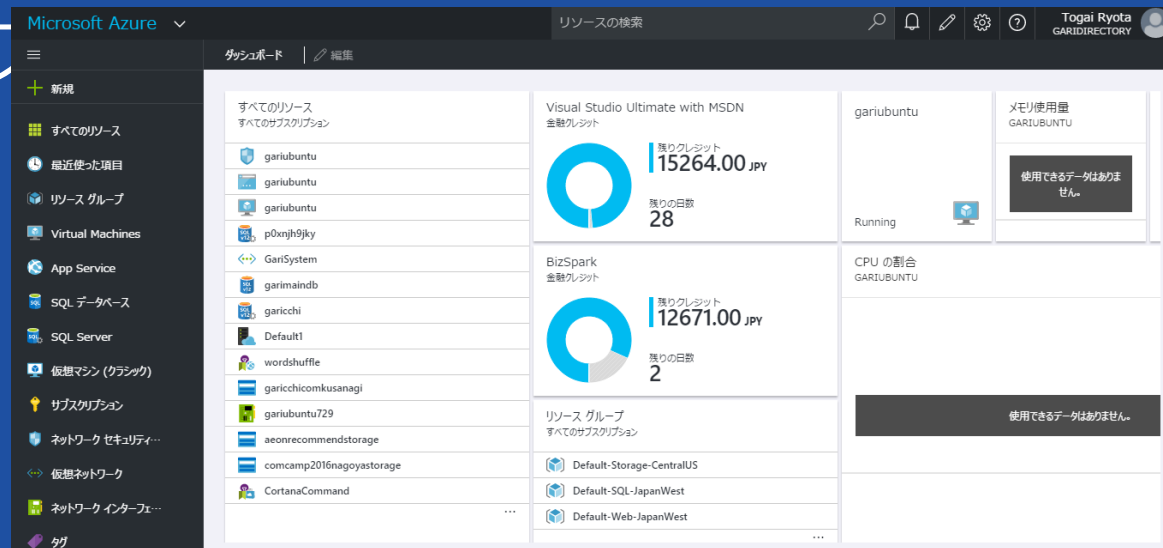 Microsoft Azure
リソースの検索
Togai Ryota
GARIDIRECTORY
ダッシュボード
編集
新規
すべてのリソース
最近使った項目
リソース グループ
Virtual Machines
App Service
SQL データベース
SQL Server
仮想マシン (クラシック)
サブスクリプション
ネットワーク セキュリティ…
仮想ネットワーク
ネットワーク インターフェ…
タグ
すべてのリソース
すべてのサブスクリプション
gariubuntu
gariubuntu
gariubuntu
p0xnjh9jky
GariSystem
garimaindb
garicchi
Default1
wordshuffle
garicchicomkusanagi
gariubuntu729
aeonrecommendstorage
comcamp2016nagoyastorage
CortanaCommand
...
Visual Studio Ultimate with MSDN
金融クレジット
残りクレジット
15264.00 JPY
残りの日数
28
BizSpark
金融クレジット
残りクレジット
12671.00 JPY
残りの日数
2
リソース グループ
すべてのサブスクリプション
Default-Storage-CentralUS
Default-SQL-JapanWest
Default-Web-JapanWest
...
gariubuntu
Running
メモリ使用量
GARIUBUNTU
使用できるデータはありま
せん。
CPU の割合
GARIUBUNTU
使用できるデータはありません。